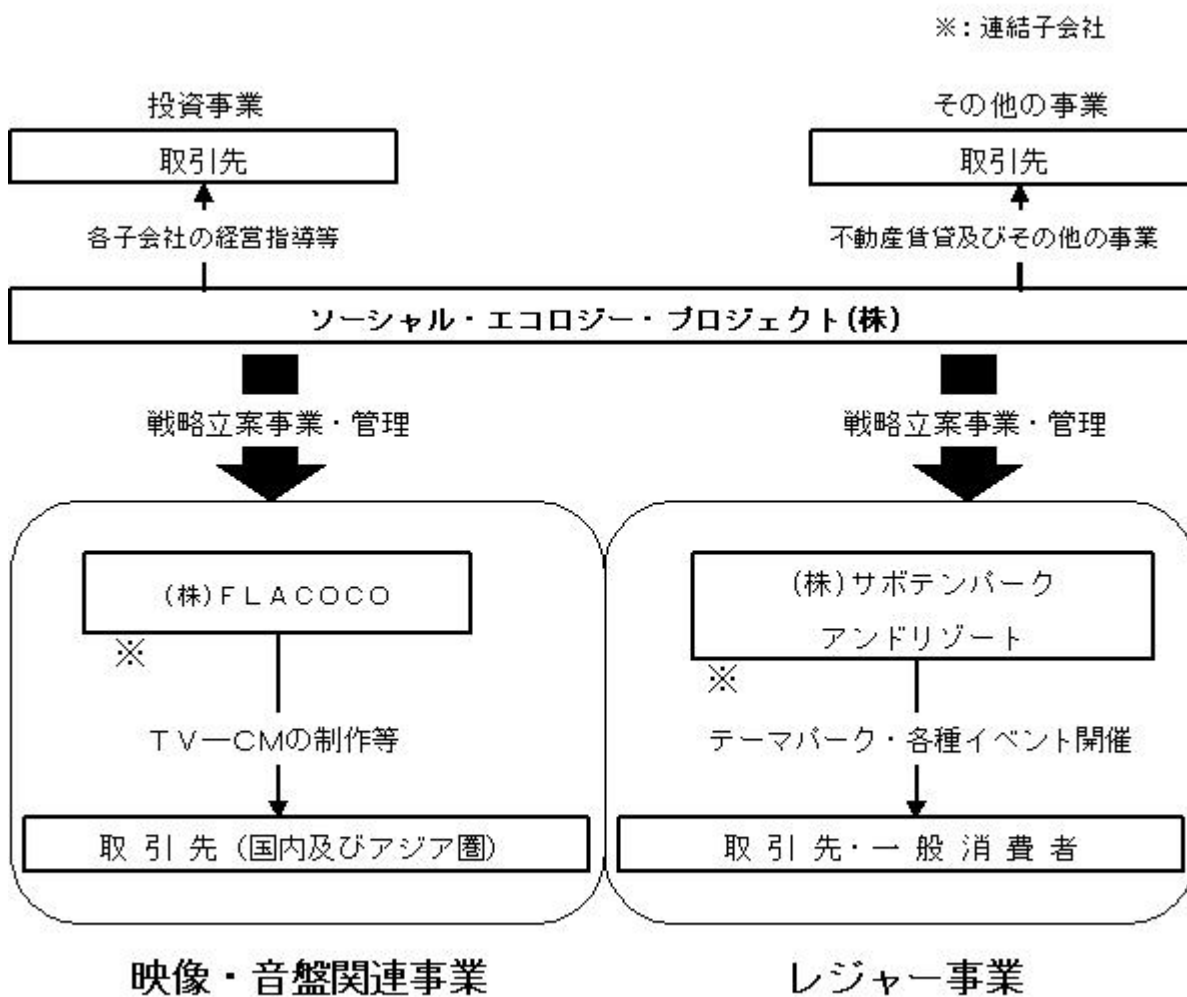 ※：連結子会社
投資事業
その他の事業
取引先
取引先
各子会社の経営指導等
不動産賃貸及びその他の事業
ソーシャル・エコロジー・プロジェクト(株)
戦略立案事業・管理
戦略立案事業・管理
(株)ＦＬＡＣＯＣＯ
※
(株)サボテンパーク
アンドリゾート
※
ＴＶ―ＣＭの制作等
テーマパーク・各種イベント開催
取 引 先 (国内及びアジア圏)
取 引 先・一 般 消 費 者
映像・音盤関連事業
レジャー事業